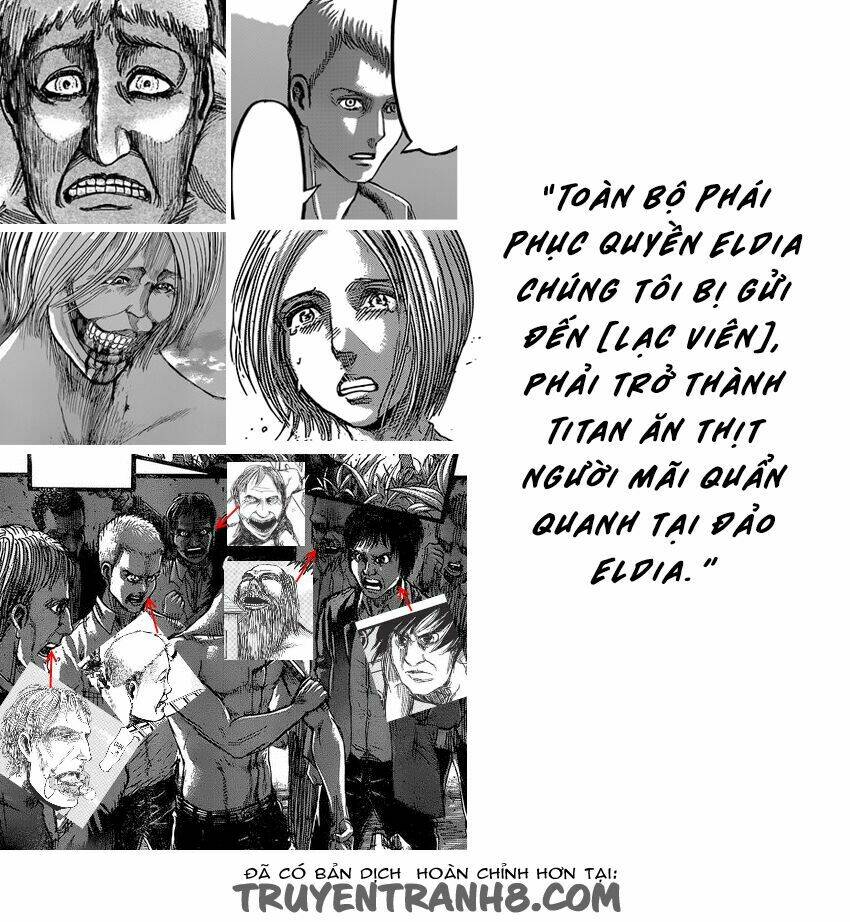 "TOÀN BỘ PHÁI
PHỤC QUYỀN ELDIA
CHÚNG TÔI BỊ GỬI
ĐẾN [LẠC VIÊN],
PHẢI TRỞ THÀNH
TITAN ĂN THỊT
NGƯỜI MÃI QUẨN
QUANH TẠI ĐẢO
ELDIA."
ĐÃ CÓ BẢN DỊCH HOÀN CHỈNH HƠN TẠI:
TRUYENTRANH8.COM